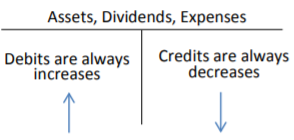 Assets, Dividends, Expenses
Debits are always
increases
Credits are always
decreases